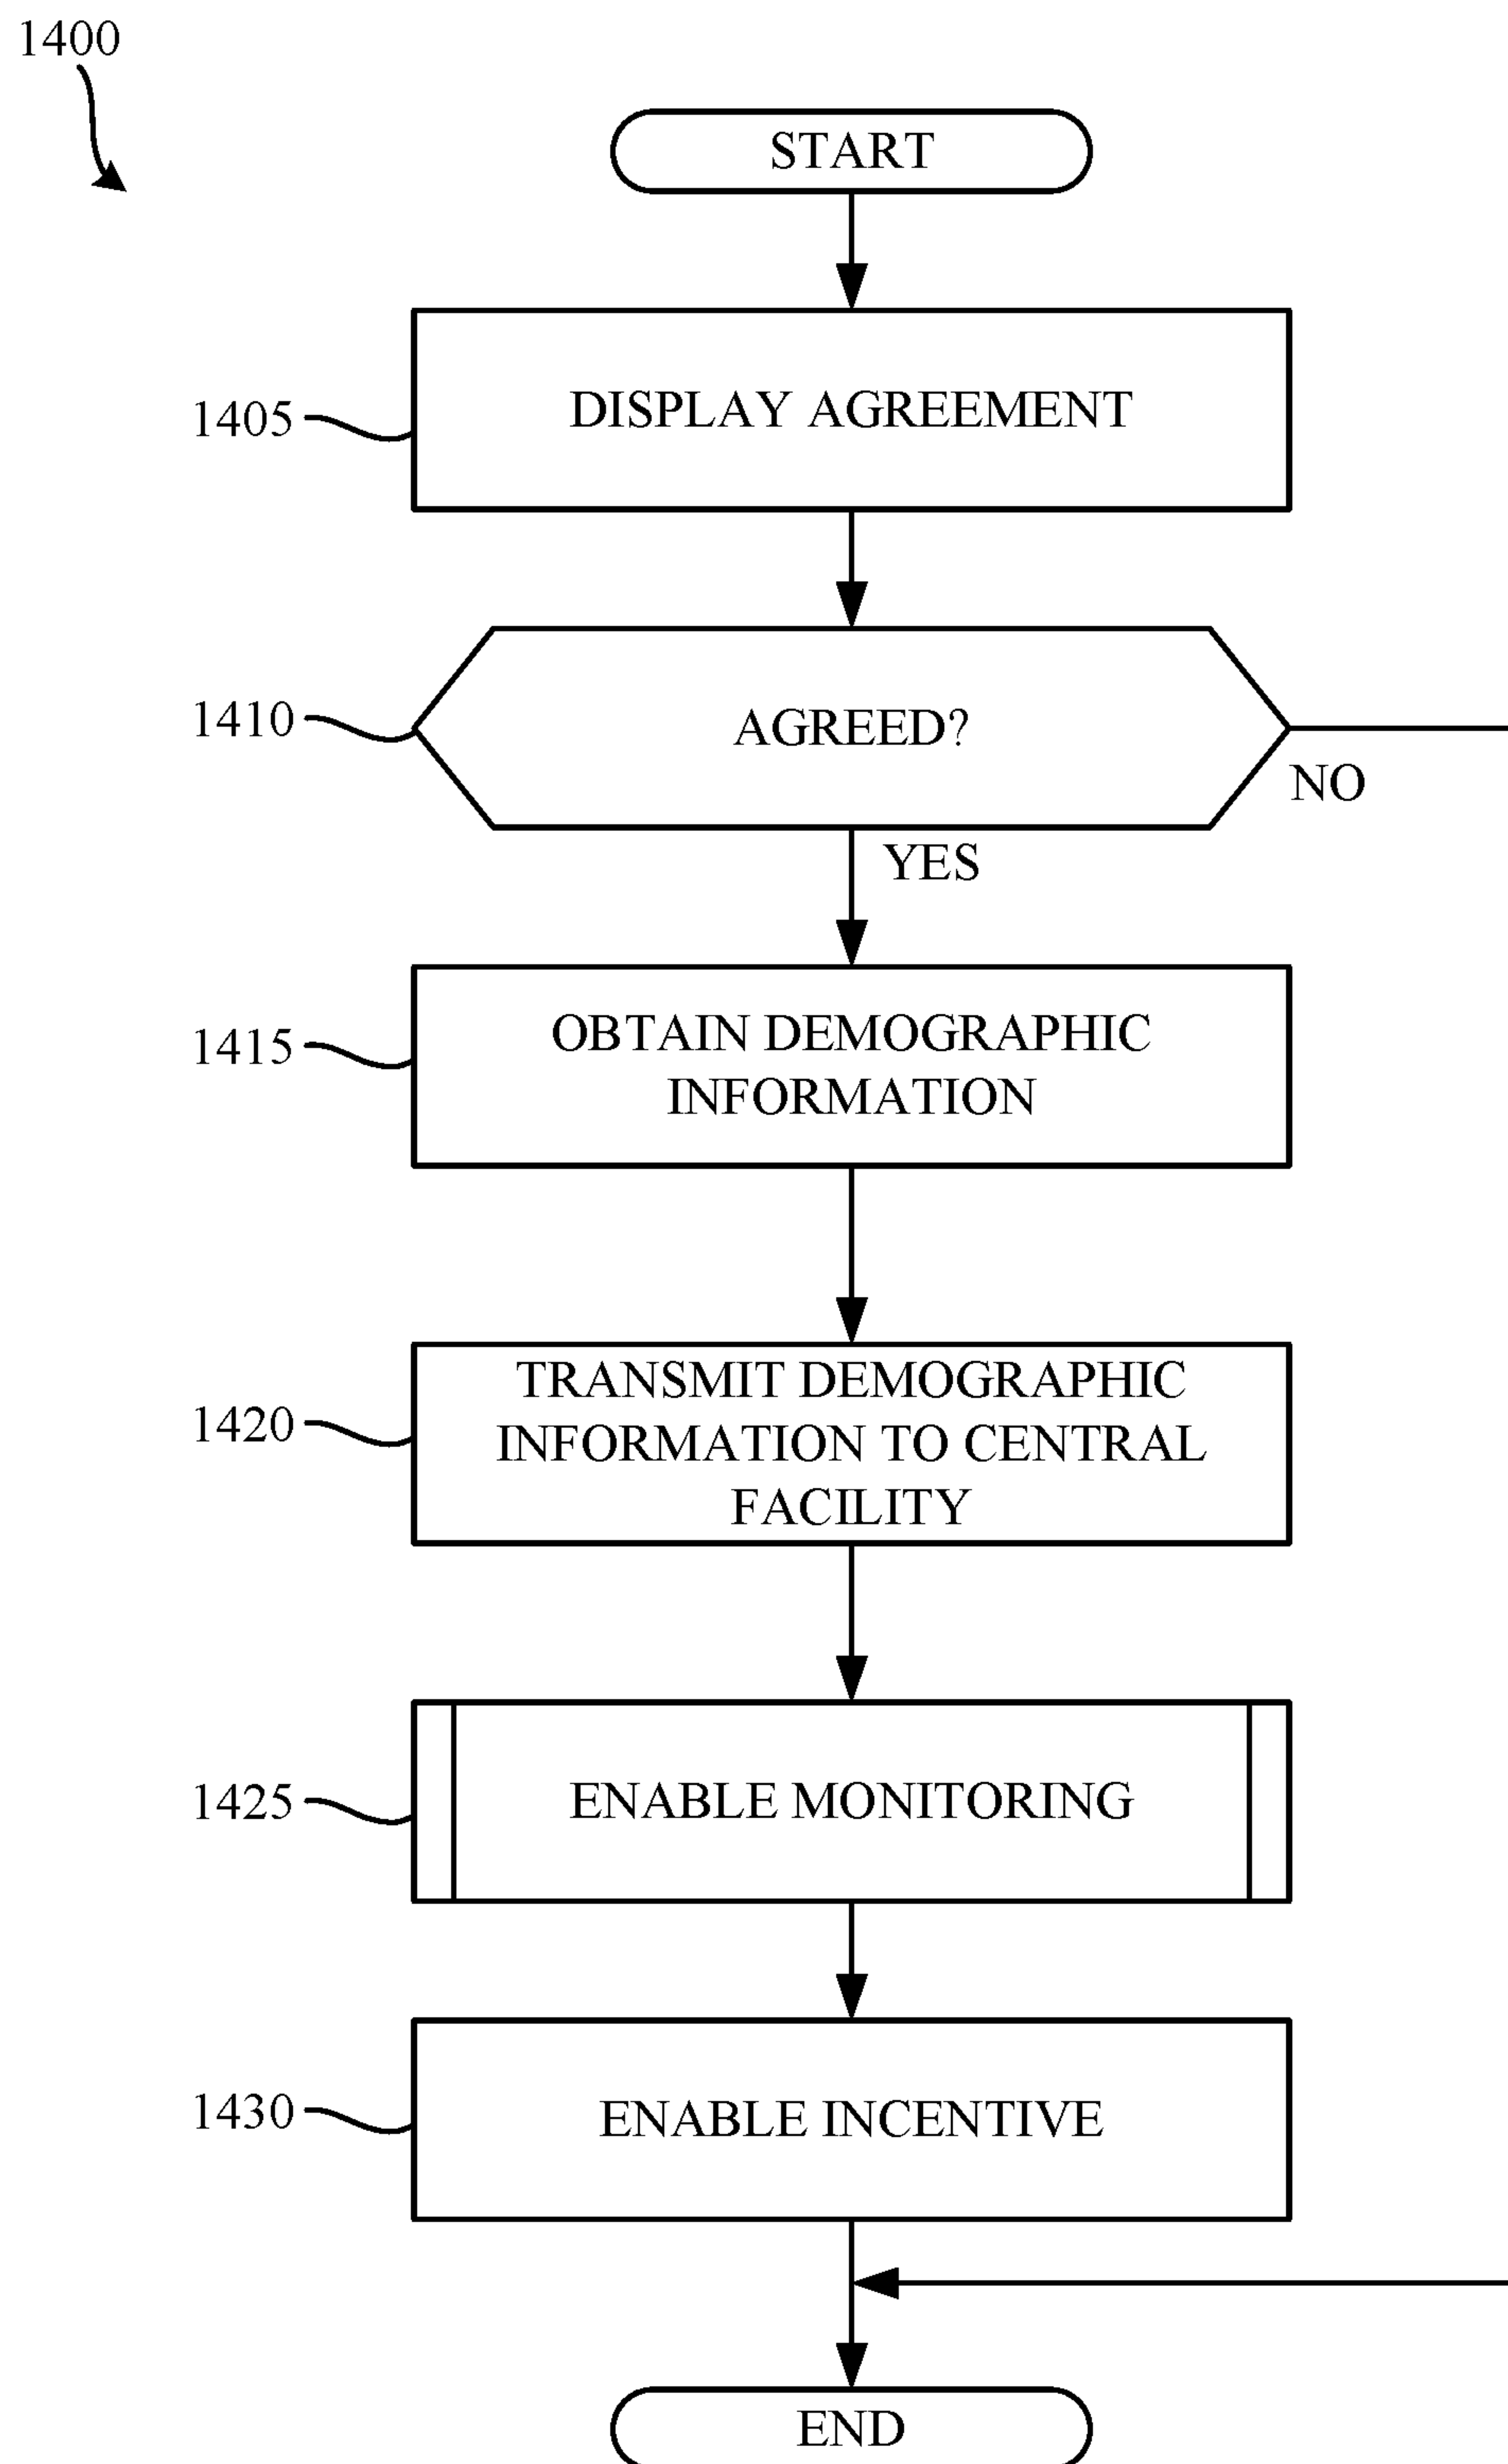 1400
START
1405
DISPLAY AGREEMENT
1410
AGREED?
NO
YES
1415
OBTAIN DEMOGRAPHIC
INFORMATION
1420
TRANSMIT DEMOGRAPHIC
INFORMATION TO CENTRAL
FACILITY
1425
ENABLE MONITORING
1430
ENABLE INCENTIVE
END